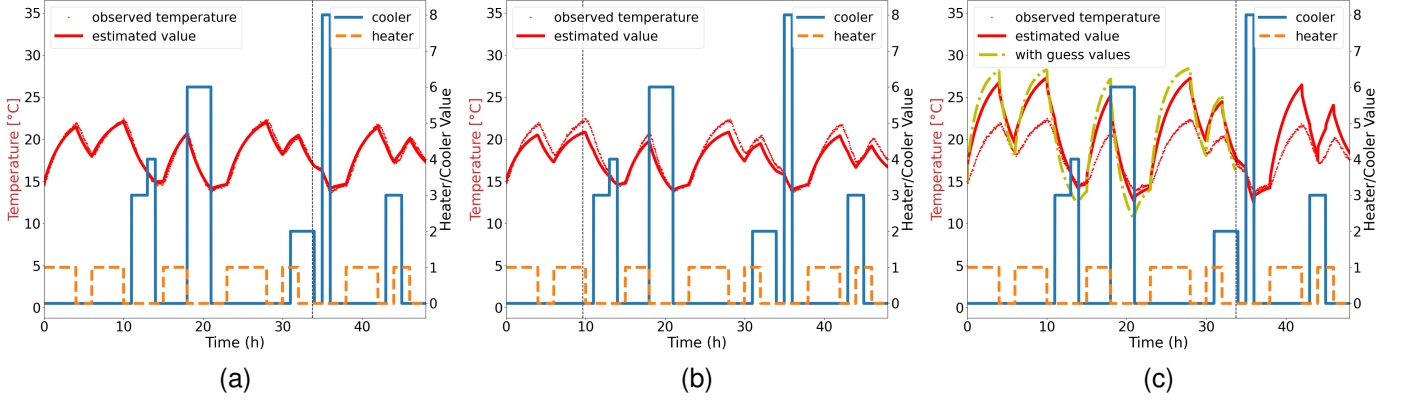 observed temperature
estimated value
cooler
heater
Temperature [°C]
35
30
25
20
15
10
5
0
8
7
6
5
4
3
2
1
0
Heater/Cooler Value
0
10
20
30
40
Time (h)
(a)
observed temperature
estimated value
cooler
heater
Temperature [°C]
35
30
25
20
15
10
5
0
8
7
6
5
4
3
2
1
0
Heater/Cooler Value
0
10
20
30
40
Time (h)
(b)
observed temperature
estimated value
with guess values
cooler
heater
Temperature [°C]
35
30
25
20
15
10
5
0
8
7
6
5
4
3
2
1
0
Heater/Cooler Value
0
10
20
30
40
Time (h)
(c)